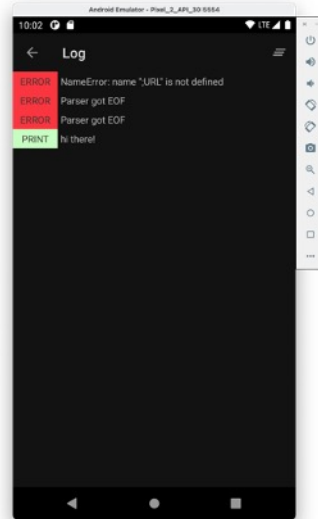 Android Emulator - Pixel_2_API_30:5554
10:02 LTE
Log
ERROR NameError: name ";URL" is not defined
ERROR Parser got EOF
ERROR Parser got EOF
PRINT hi there!